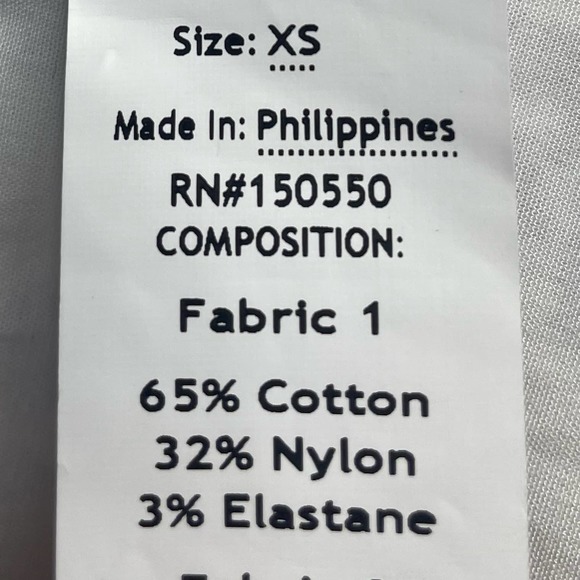 Size: XS
Made In: Philippines
RN#150550
COMPOSITION:
Fabric 1
65% Cotton
32% Nylon
3% Elastane